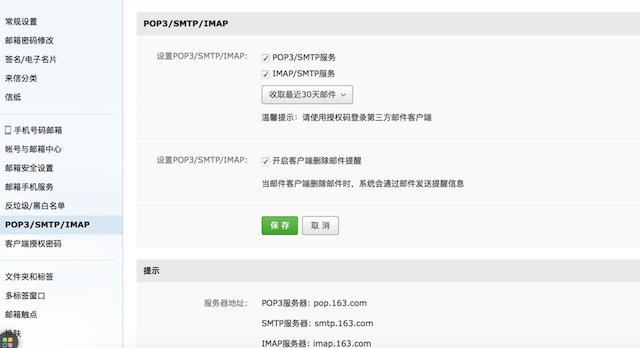 常规设置
邮箱密码修改
签名/电子名片
来信分类
信纸
手机号码邮箱
帐号与邮箱中心
邮箱安全设置
邮箱手机服务
反垃圾/黑白名单
POP3/SMTP/IMAP
客户端授权密码
文件夹和标签
多标签窗口
邮箱触点
换肤
POP3/SMTP/IMAP
设置POP3/SMTP/IMAP: POP3/SMTP服务
IMAP/SMTP服务
收取最近30天邮件
温馨提示：请使用授权码登录第三方邮件客户端
设置POP3/SMTP/IMAP: 开启客户端删除邮件提醒
当邮件客户端删除邮件时，系统会通过邮件发送提醒信息
保 存 取 消
提示
服务器地址: POP3服务器: pop.163.com
SMTP服务器: smtp.163.com
IMAP服务器: imap.163.com